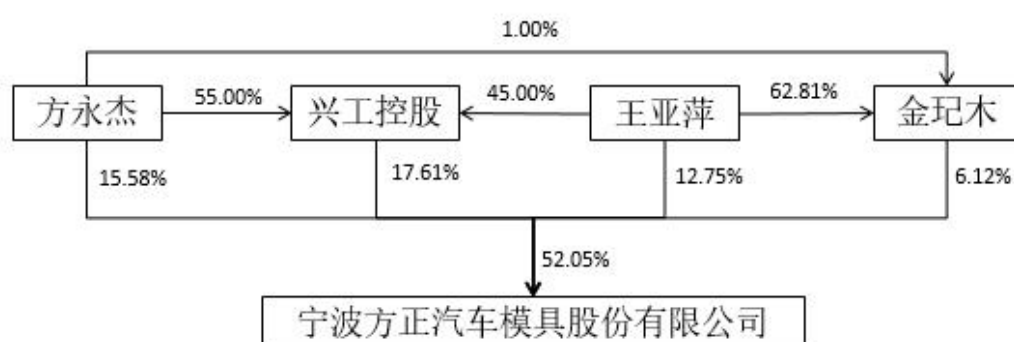 1.00%
方永杰
55.00%
兴工控股
45.00%
王亚萍
62.81%
金玘木
15.58%
17.61%
12.75%
6.12%
52.05%
宁波方正汽车模具股份有限公司